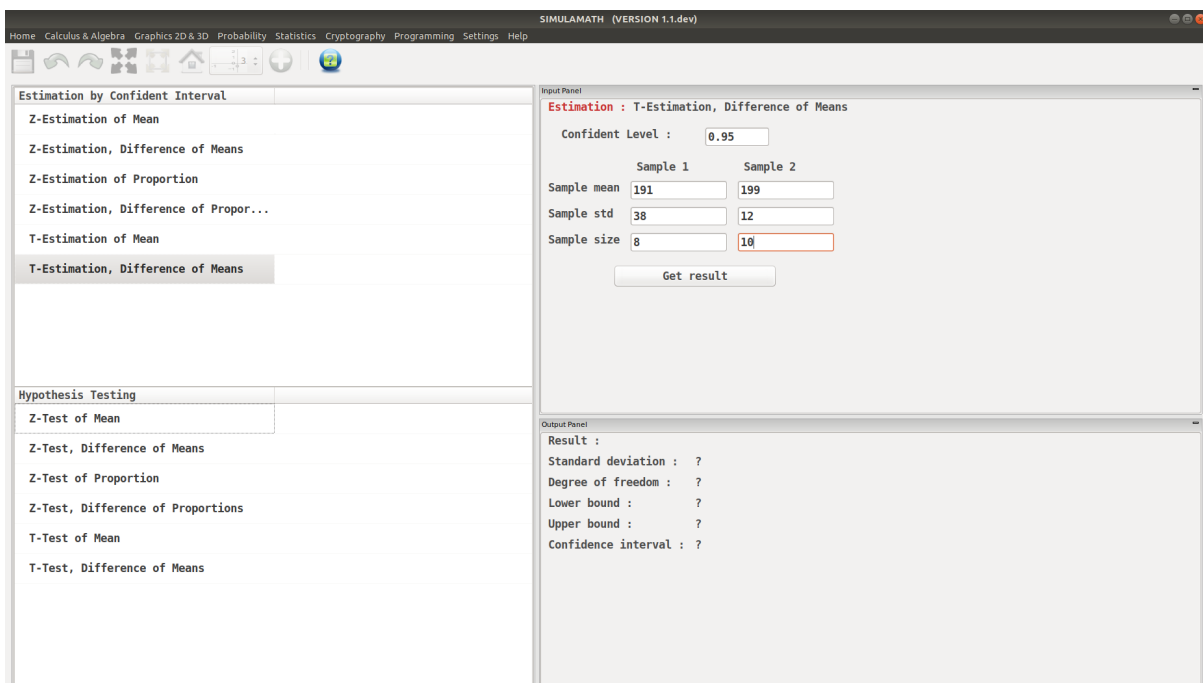 SIMULAMATH (VERSION 1.1.dev)
Home Calculus & Algebra Graphics 2D & 3D Probability Statistics Cryptography Programming Settings Help
3
Estimation by Confident Interval
Z-Estimation of Mean
Z-Estimation, Difference of Means
Z-Estimation of Proportion
Z-Estimation, Difference of Propor...
T-Estimation of Mean
T-Estimation, Difference of Means
Hypothesis Testing
Z-Test of Mean
Z-Test, Difference of Means
Z-Test of Proportion
Z-Test, Difference of Proportions
T-Test of Mean
T-Test, Difference of Means
Input Panel
Estimation : T-Estimation, Difference of Means
Confident Level : 0.95
Sample 1 Sample 2
Sample mean 191 199
Sample std 38 12
Sample size 8 10
Get result
Output Panel
Result :
Standard deviation : ?
Degree of freedom : ?
Lower bound : ?
Upper bound : ?
Confidence interval : ?